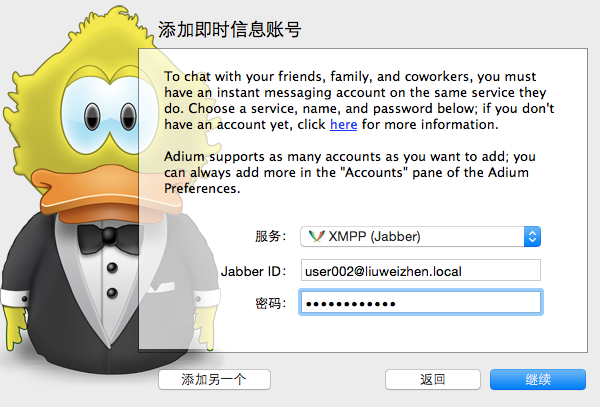 添加即时信息账号
To chat with your friends, family, and coworkers, you must
have an instant messaging account on the same service they
do. Choose a service, name, and password below; if you don't
have an account yet, click here for more information.
Adium supports as many accounts as you want to add; you
can always add more in the "Accounts" pane of the Adium
Preferences.
服务: XMPP (Jabber)
Jabber ID: user002@liuweizhen.local
密码: ••••••••••••
添加另一个 返回 继续